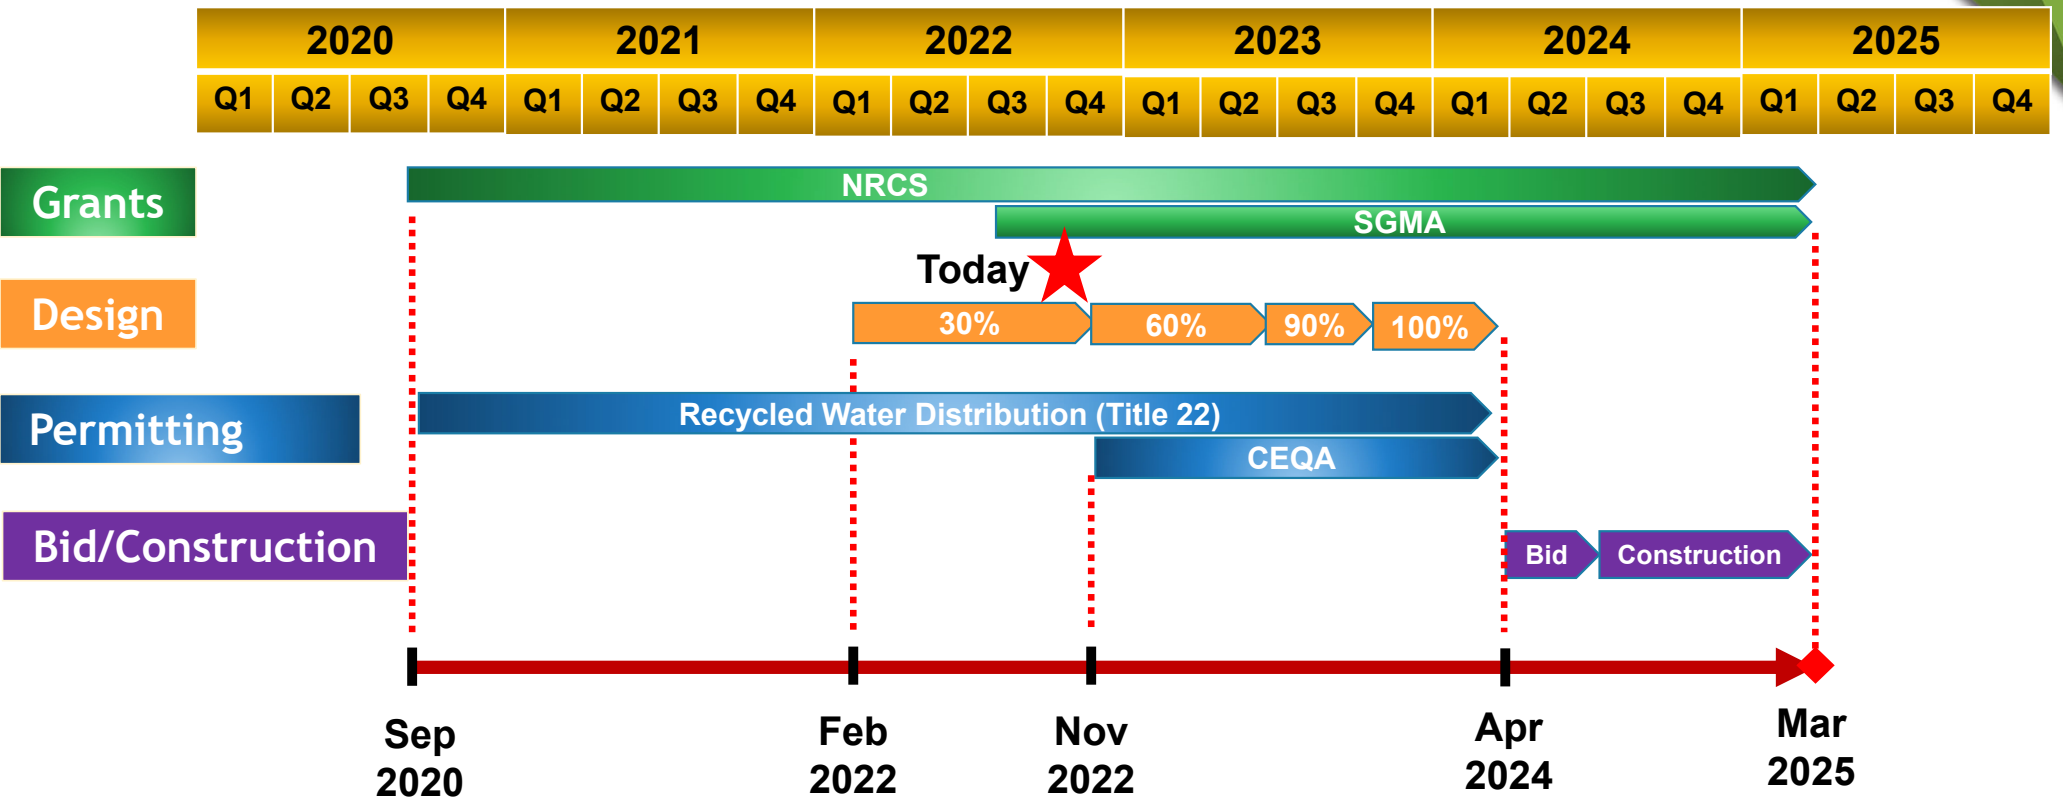 2020 2021 2022 2023 2024 2025
Q1 Q2 Q3 Q4 Q1 Q2 Q3 Q4 Q1 Q2 Q3 Q4 Q1 Q2 Q3 Q4 Q1 Q2 Q3 Q4 Q1 Q2 Q3 Q4
Grants
NRCS
SGMA
Today
Design
30% 60% 90% 100%
Permitting
Recycled Water Distribution (Title 22)
CEQA
Bid/Construction
Bid Construction
Sep
2020
Feb
2022
Nov
2022
Apr
2024
Mar
2025